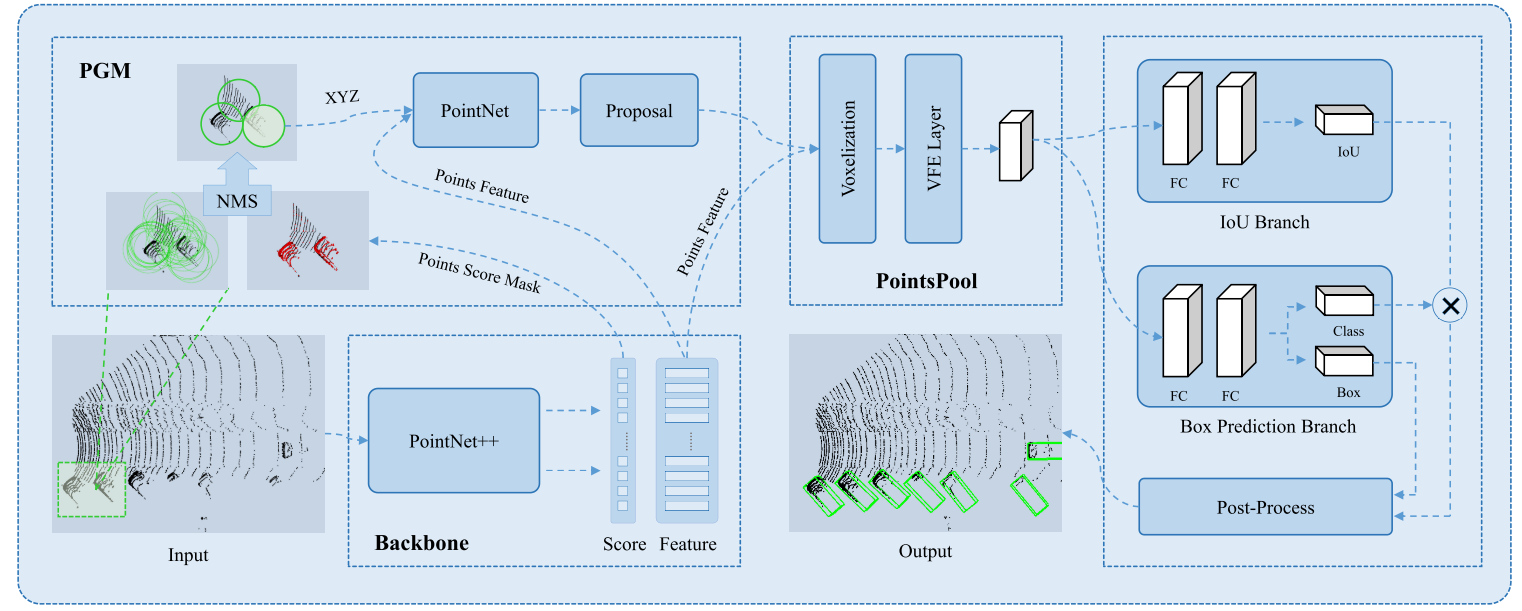 PGM
XYZ
PointNet
Proposal
NMS
Points Feature
Points Score Mask
Points Feature
Voxelization
VFE Layer
PointsPool
FC
FC
IoU
IoU Branch
FC
FC
Class
Box
Box Prediction Branch
Post-Process
PointNet++
Backbone
Score
Feature
Input
Output